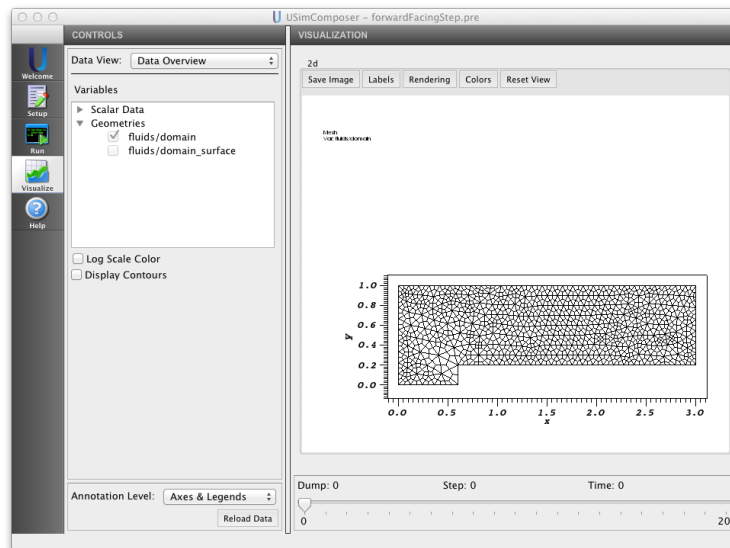 USimComposer – forwardFacingStep.pre
CONTROLS
VISUALIZATION
Welcome
Setup
Run
Visualize
Help
Data View: Data Overview
Variables
Scalar Data
Geometries
fluids/domain
fluids/domain_surface
Log Scale Color
Display Contours
Annotation Level: Axes & Legends
Reload Data
2d
Save Image Labels Rendering Colors Reset View
Mesh
Var: fluids/domain
1.0
0.8
0.6
y
0.4
0.2
0.0
0.0 0.5 1.0 1.5 2.0 2.5 3.0
x
Dump: 0 Step: 0 Time: 0
0 20